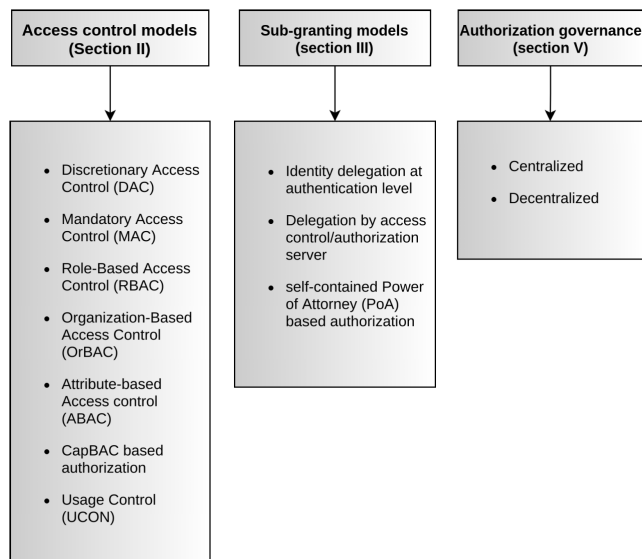 Access control models
(Section II)
Sub-granting models
(section III)
Authorization governance
(section V)
• Discretionary Access
Control (DAC)
• Mandatory Access
Control (MAC)
• Role-Based Access
Control (RBAC)
• Organization-Based
Access Control
(OrBAC)
• Attribute-based
Access control
(ABAC)
• CapBAC based
authorization
• Usage Control
(UCON)
• Identity delegation at
authentication level
• Delegation by access
control/authorization
server
• self-contained Power
of Attorney (PoA)
based authorization
• Centralized
• Decentralized